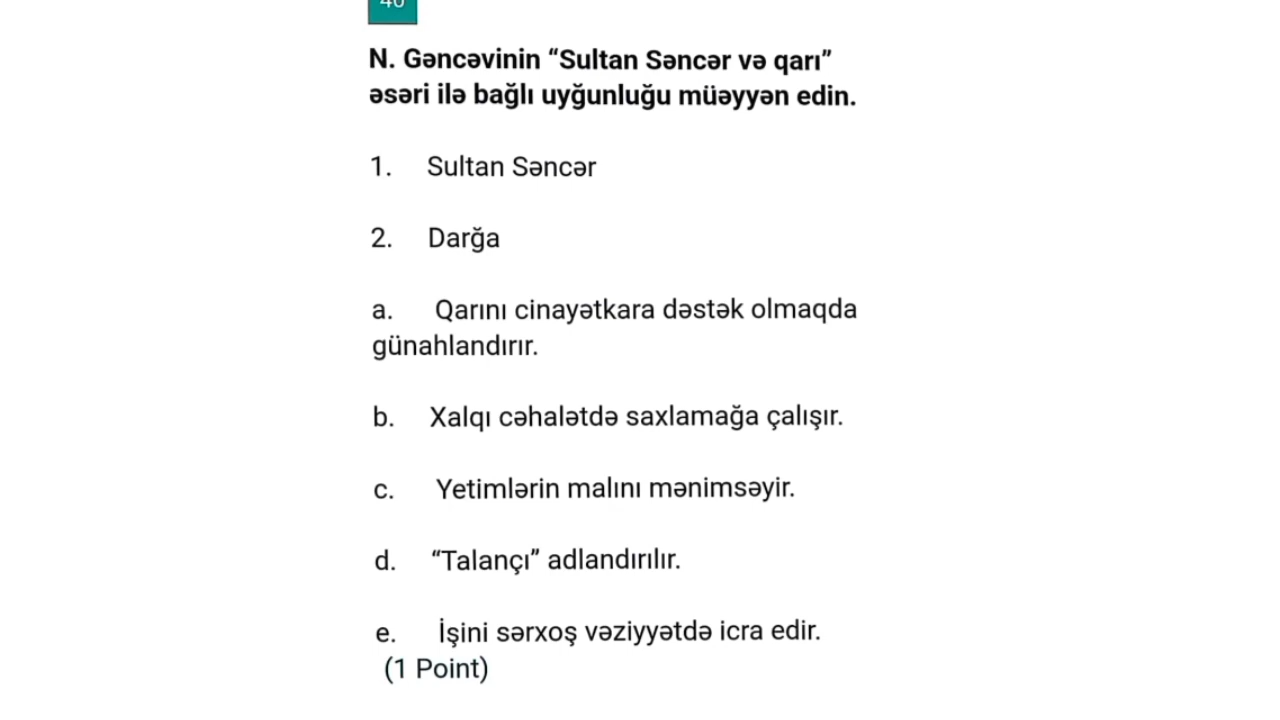 40
N. Gəncəvinin “Sultan Səncər və qarı”
əsəri ilə bağlı uyğunluğu müəyyən edin.
1. Sultan Səncər
2. Darğa
a. Qarını cinayətkara dəstək olmaqda
günahlandırır.
b. Xalqı cəhalətdə saxlamağa çalışır.
c. Yetimlərin malını mənimsəyir.
d. “Talançı” adlandırılır.
e. İşini sərxoş vəziyyətdə icra edir.
(1 Point)